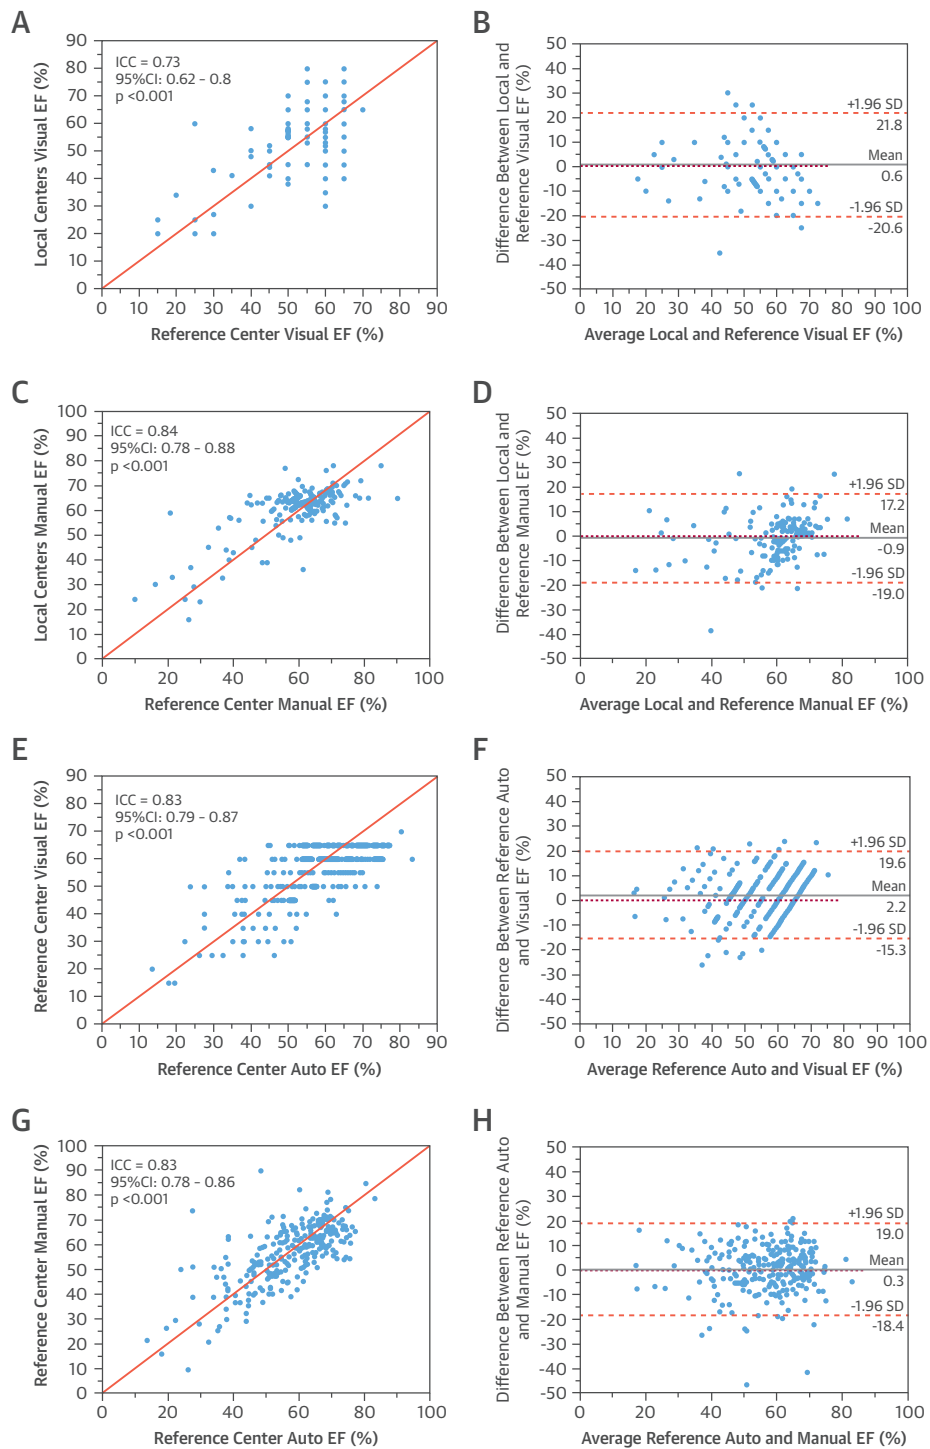 A
Local Centers Visual EF (%)
90
80
70
60
50
40
30
20
10
0
ICC = 0.73
95%CI: 0.62 – 0.8
p <0.001
0 10 20 30 40 50 60 70 80 90
Reference Center Visual EF (%)
B
Difference Between Local and
Reference Visual EF (%)
50
40
30
20
10
0
-10
-20
-30
-40
-50
+1.96 SD
21.8
Mean
0.6
-1.96 SD
-20.6
0 10 20 30 40 50 60 70 80 90 100
Average Local and Reference Visual EF (%)
C
Local Centers Manual EF (%)
100
90
80
70
60
50
40
30
20
10
0
ICC = 0.84
95%CI: 0.78 – 0.88
p <0.001
0 20 40 60 80 100
Reference Center Manual EF (%)
D
Difference Between Local and
Reference Manual EF (%)
50
40
30
20
10
0
-10
-20
-30
-40
-50
+1.96 SD
17.2
Mean
-0.9
-1.96 SD
-19.0
0 20 40 60 80 100
Average Local and Reference Manual EF (%)
E
Reference Center Visual EF (%)
90
80
70
60
50
40
30
20
10
0
ICC = 0.83
95%CI: 0.79 – 0.87
p <0.001
0 10 20 30 40 50 60 70 80 90
Reference Center Auto EF (%)
F
Difference Between Reference Auto
and Visual EF (%)
50
40
30
20
10
0
-10
-20
-30
-40
-50
+1.96 SD
19.6
Mean
2.2
-1.96 SD
-15.3
0 10 20 30 40 50 60 70 80 90 100
Average Reference Auto and Visual EF (%)
G
Reference Center Manual EF (%)
100
90
80
70
60
50
40
30
20
10
0
ICC = 0.83
95%CI: 0.78 – 0.86
p <0.001
0 20 40 60 80 100
Reference Center Auto EF (%)
H
Difference Between Reference Auto
and Manual EF (%)
50
40
30
20
10
0
-10
-20
-30
-40
-50
+1.96 SD
19.0
Mean
0.3
-1.96 SD
-18.4
0 20 40 60 80 100
Average Reference Auto and Manual EF (%)